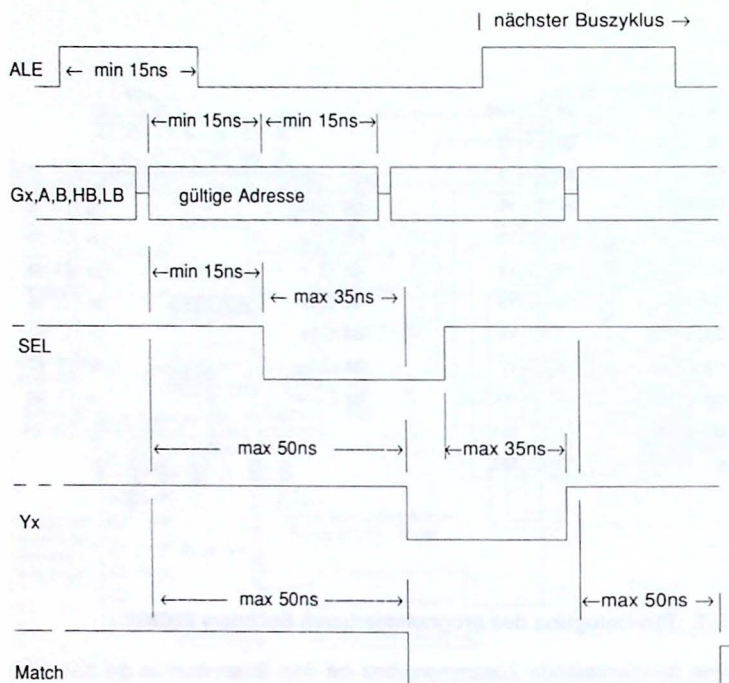 | nächster Buszyklus →
ALE
← min 15ns →
←min 15ns→ ←min 15ns→
Gx,A,B,HB,LB
gültige Adresse
←min 15ns→
← max 35ns →
SEL
← max 50ns →
←max 35ns→
Yx
← max 50ns →
←max 50ns→
Match